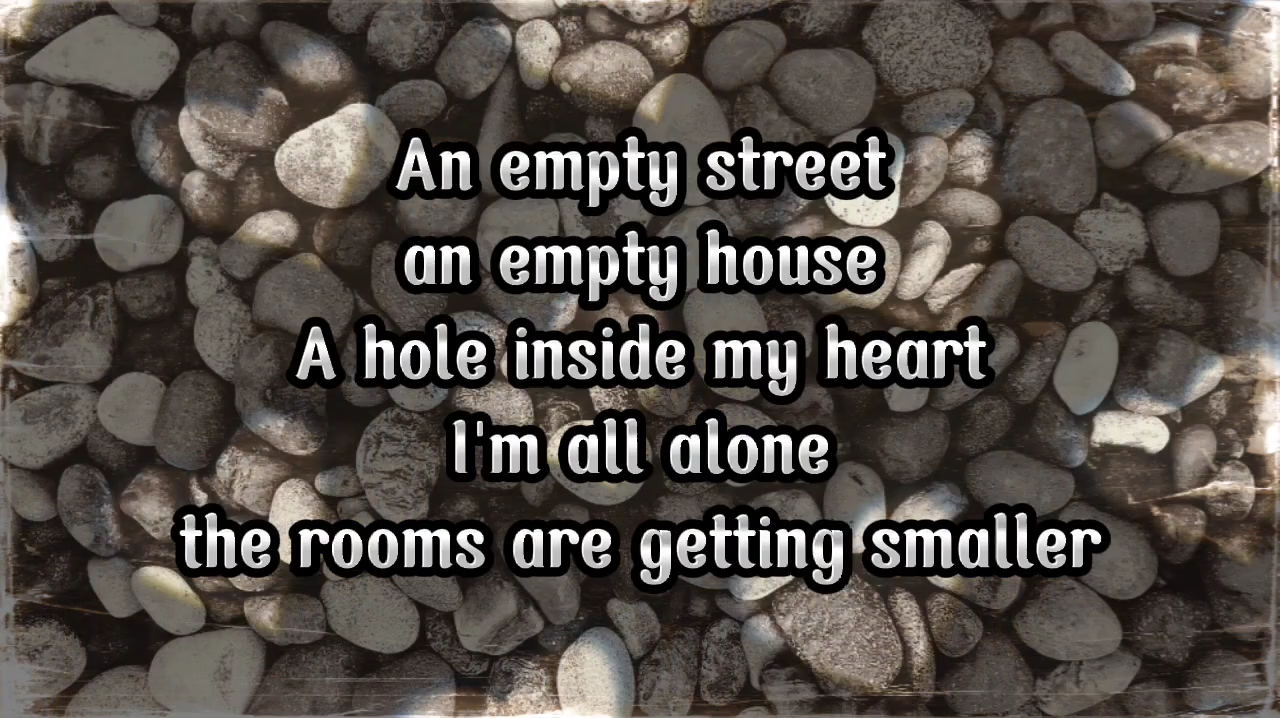 An empty street
an empty house
A hole inside my heart
I'm all alone
the rooms are getting smaller